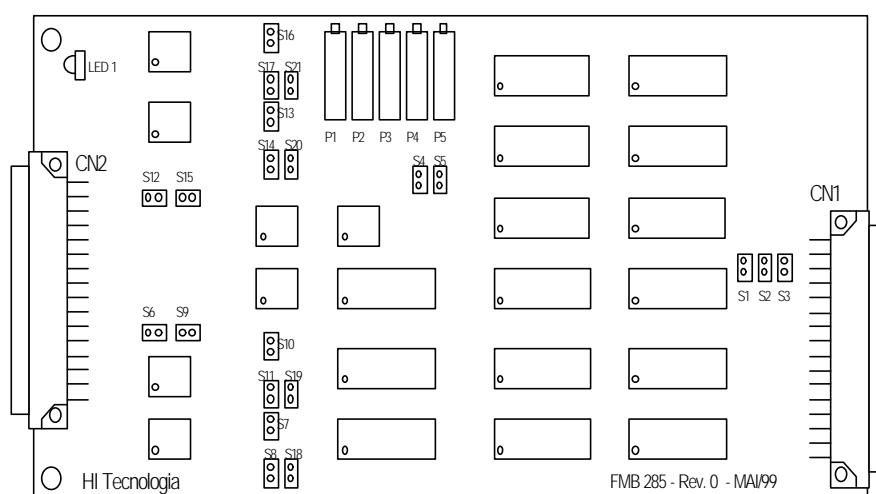 S16
LED 1
S17 S21
S13
P1 P2 P3 P4 P5
S14 S20
S4 S5
CN2
S12 S15
CN1
S1 S2 S3
S6 S9
S10
S11 S19
S7
S8 S18
HI Tecnologia
FMB 285 - Rev. 0 - MAI/99